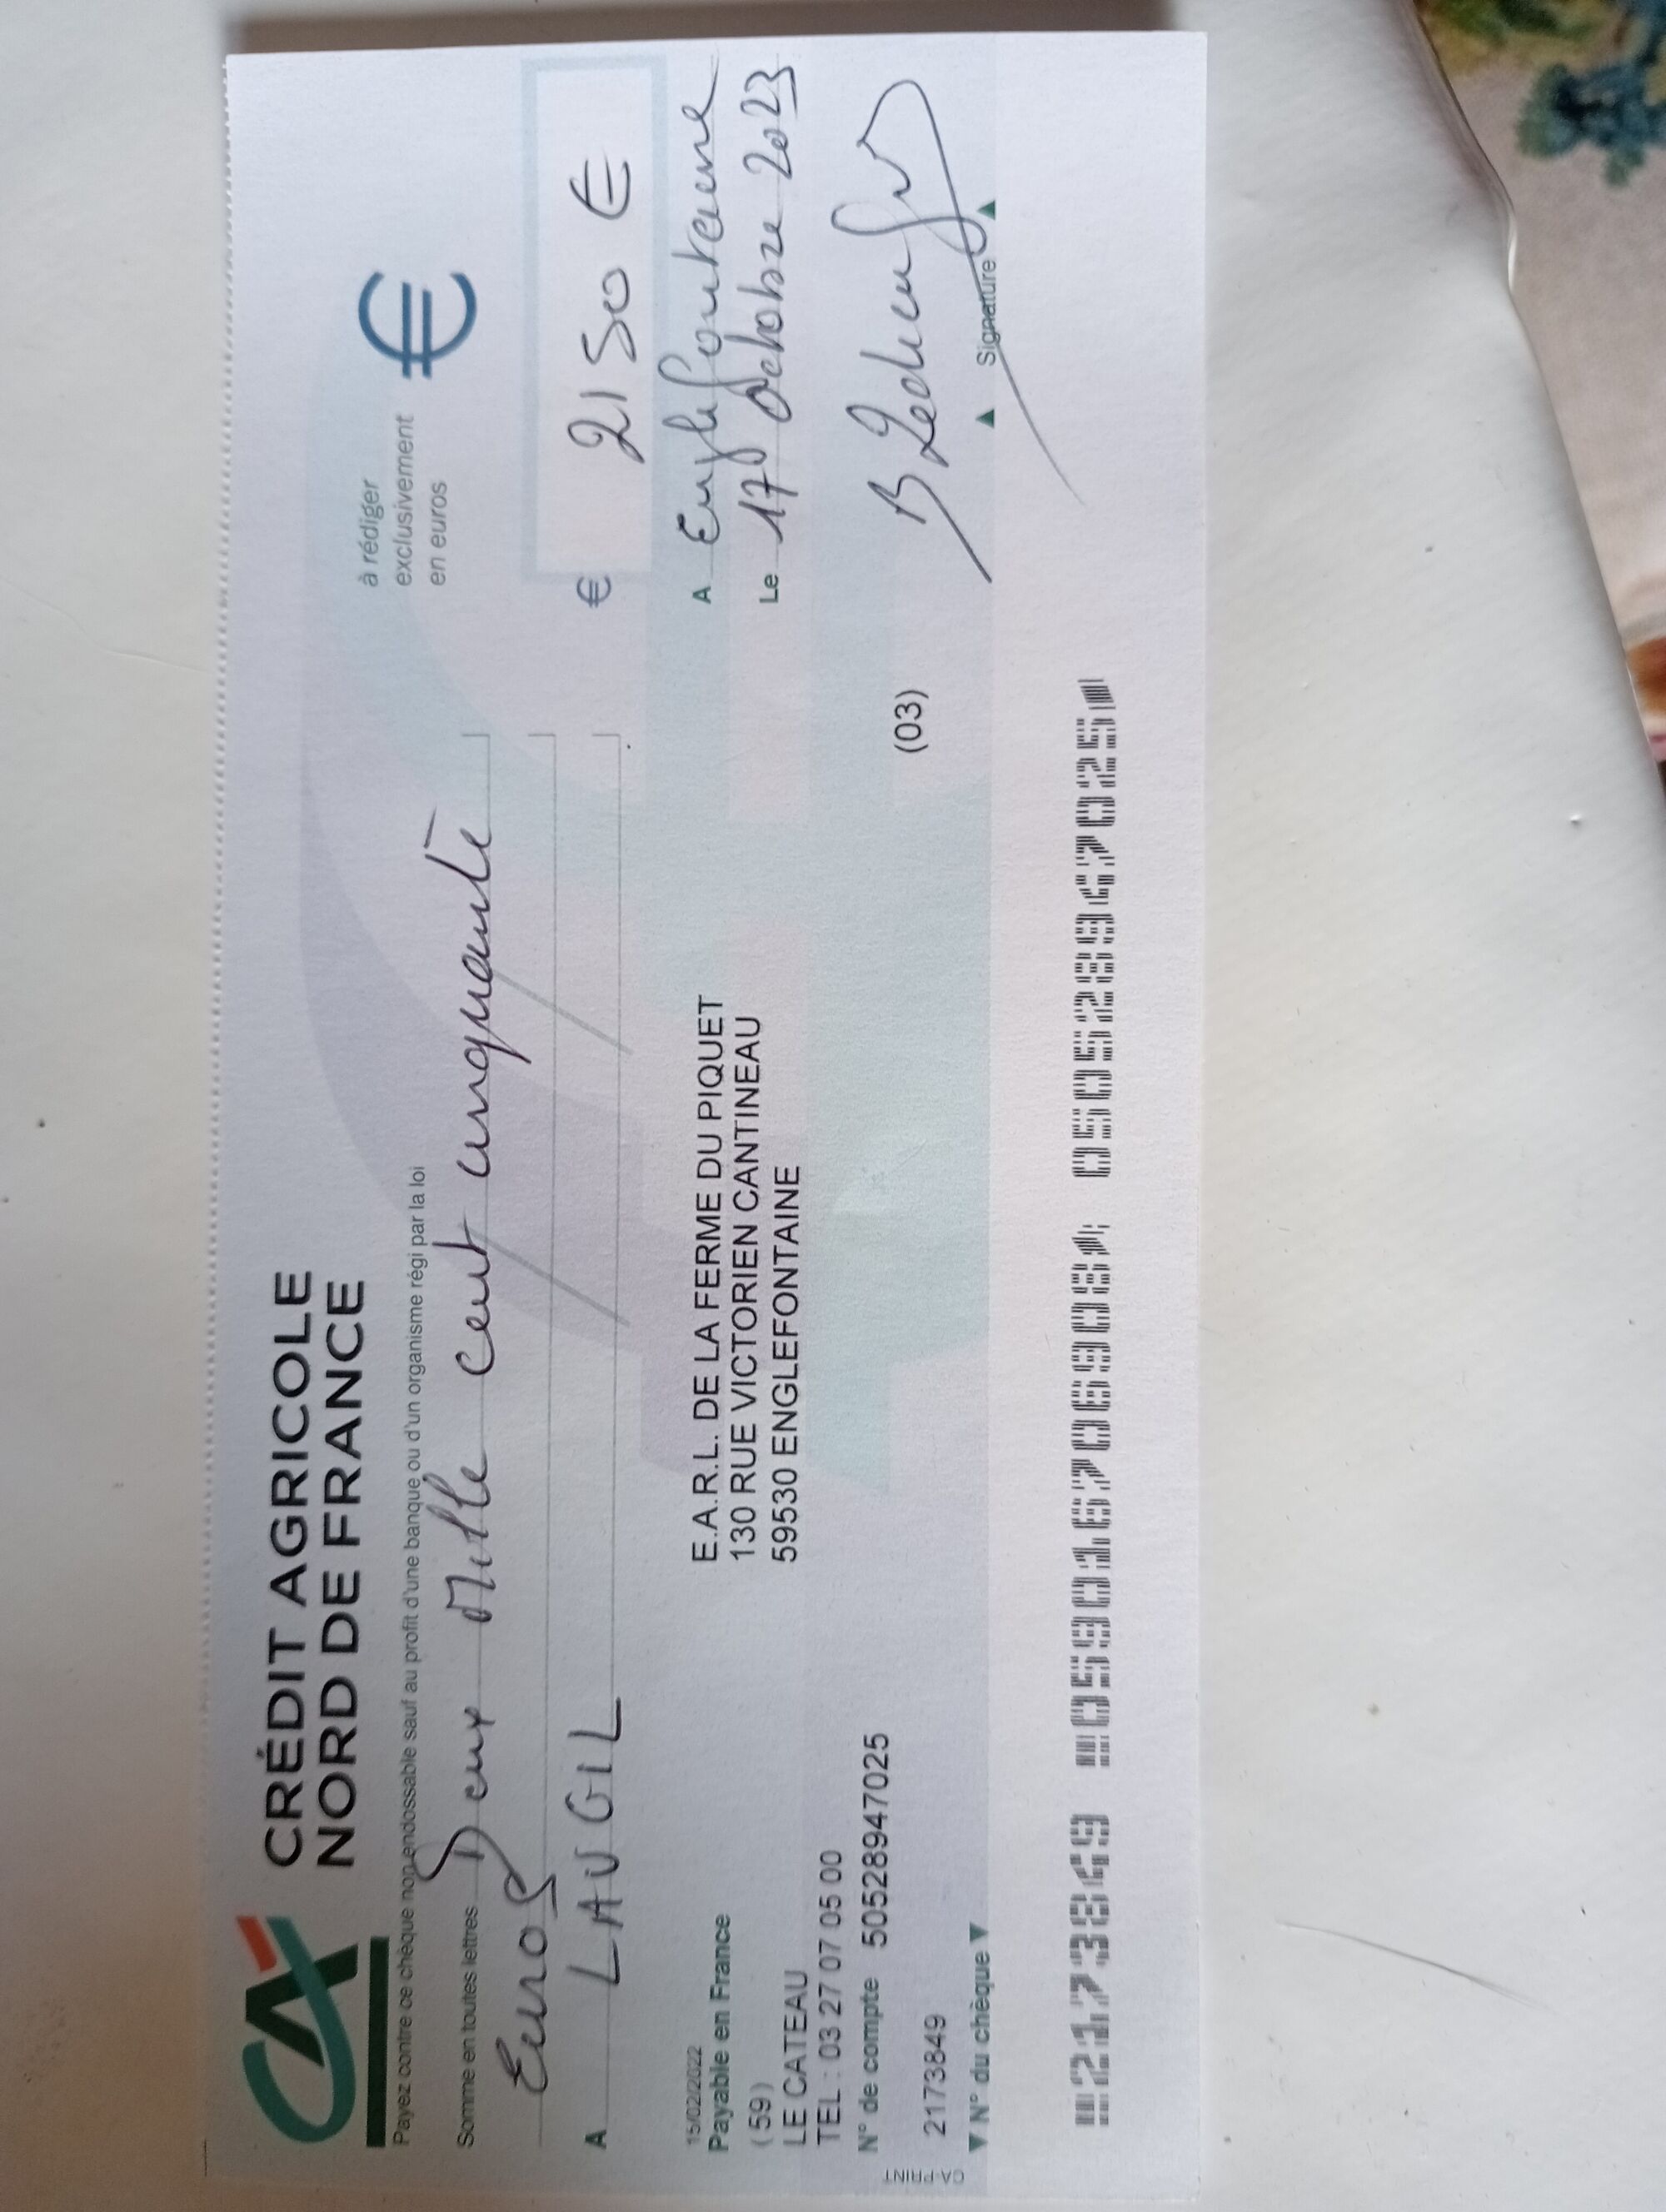 CA
CRÉDIT AGRICOLE
NORD DE FRANCE
à rédiger
exclusivement
en euros
€
Payez contre ce chèque non endossable sauf au profit d'une banque ou d'un organisme régi par la loi
Somme en toutes lettres Deux Mille cent cinquante
Euros
€ 2150 €
A LAUGIL
15/02/2022
Payable en France
(59)
LE CATEAU
TEL : 03 27 07 05 00
N° de compte 50528947025
2173849
▼ N° du chèque ▼
CA-PRINT
E.A.R.L. DE LA FERME DU PIQUET
130 RUE VICTORIEN CANTINEAU
59530 ENGLEFONTAINE
(03)
A Englefontaine
Le 17 Octobre 2023
▲ Signature ▲
2173849 059016706908 050528947025